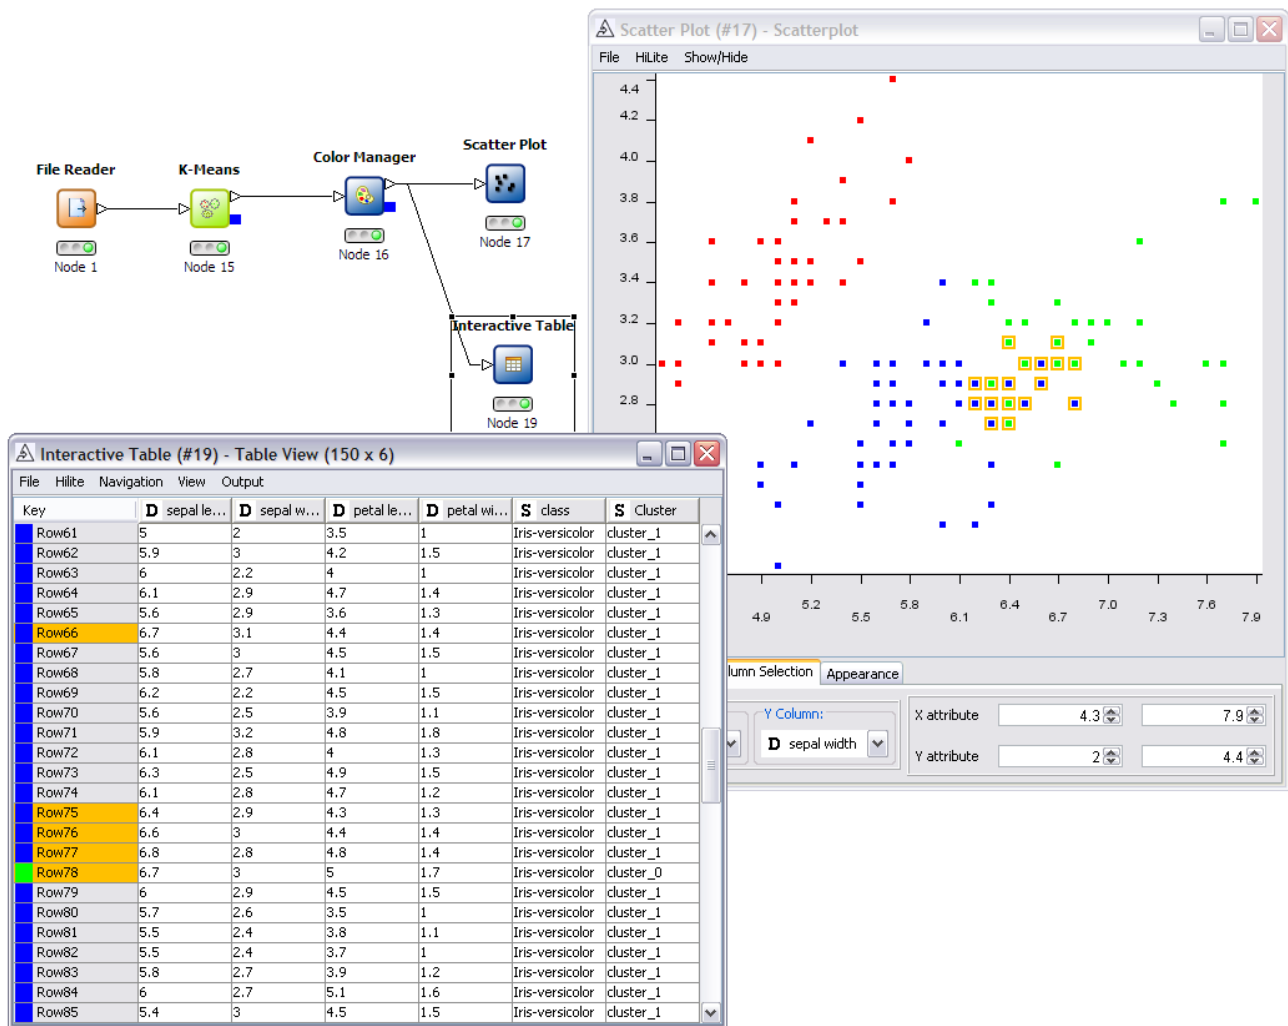 Scatter Plot (#17) - Scatterplot
File HiLite Show/Hide
4.4
4.2
4.0
3.8
3.6
3.4
3.2
3.0
2.8
4.9 5.2 5.5 5.8 6.1 6.4 6.7 7.0 7.3 7.6 7.9
lumn Selection Appearance
Y Column:
D sepal width
X attribute 4.3 7.9
Y attribute 2 4.4
File Reader
Node 1
K-Means
Node 15
Color Manager
Node 16
Scatter Plot
Node 17
Interactive Table
Node 19
Interactive Table (#19) - Table View (150 x 6)
File Hilite Navigation View Output
Key D sepal le... D sepal w... D petal le... D petal wi... S class S Cluster
Row61 5 2 3.5 1 Iris-versicolor cluster_1
Row62 5.9 3 4.2 1.5 Iris-versicolor cluster_1
Row63 6 2.2 4 1 Iris-versicolor cluster_1
Row64 6.1 2.9 4.7 1.4 Iris-versicolor cluster_1
Row65 5.6 2.9 3.6 1.3 Iris-versicolor cluster_1
Row66 6.7 3.1 4.4 1.4 Iris-versicolor cluster_1
Row67 5.6 3 4.5 1.5 Iris-versicolor cluster_1
Row68 5.8 2.7 4.1 1 Iris-versicolor cluster_1
Row69 6.2 2.2 4.5 1.5 Iris-versicolor cluster_1
Row70 5.6 2.5 3.9 1.1 Iris-versicolor cluster_1
Row71 5.9 3.2 4.8 1.8 Iris-versicolor cluster_1
Row72 6.1 2.8 4 1.3 Iris-versicolor cluster_1
Row73 6.3 2.5 4.9 1.5 Iris-versicolor cluster_1
Row74 6.1 2.8 4.7 1.2 Iris-versicolor cluster_1
Row75 6.4 2.9 4.3 1.3 Iris-versicolor cluster_1
Row76 6.6 3 4.4 1.4 Iris-versicolor cluster_1
Row77 6.8 2.8 4.8 1.4 Iris-versicolor cluster_1
Row78 6.7 3 5 1.7 Iris-versicolor cluster_0
Row79 6 2.9 4.5 1.5 Iris-versicolor cluster_1
Row80 5.7 2.6 3.5 1 Iris-versicolor cluster_1
Row81 5.5 2.4 3.8 1.1 Iris-versicolor cluster_1
Row82 5.5 2.4 3.7 1 Iris-versicolor cluster_1
Row83 5.8 2.7 3.9 1.2 Iris-versicolor cluster_1
Row84 6 2.7 5.1 1.6 Iris-versicolor cluster_1
Row85 5.4 3 4.5 1.5 Iris-versicolor cluster_1